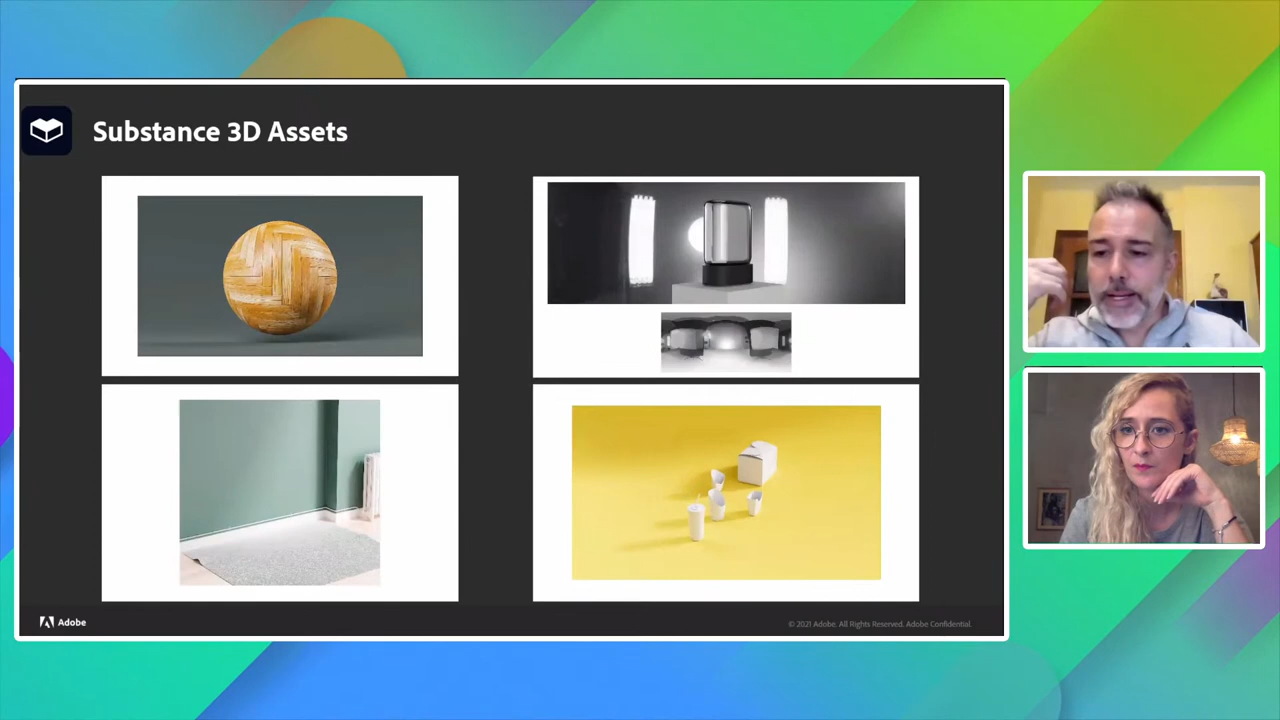 Substance 3D Assets
Adobe
© 2021 Adobe. All Rights Reserved. Adobe Confidential.